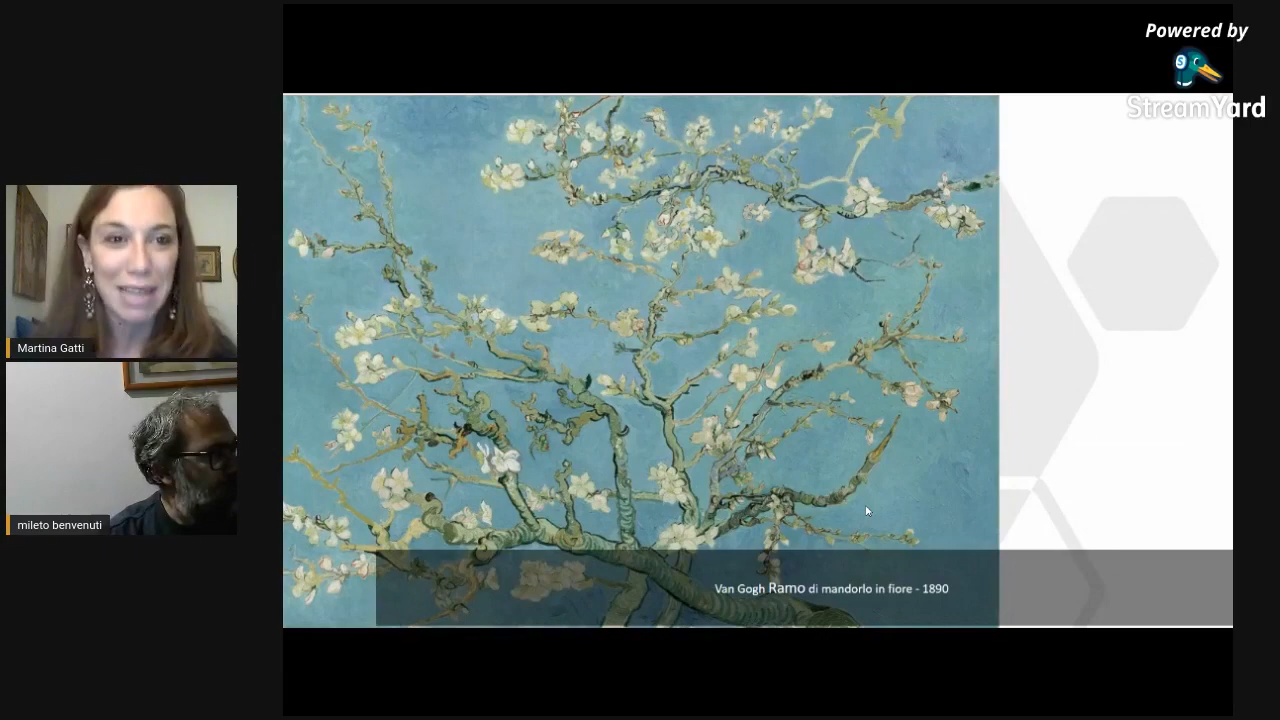 Powered by
StreamYard
Martina Gatti
mileto benvenuti
Van Gogh Ramo di mandorlo in fiore - 1890